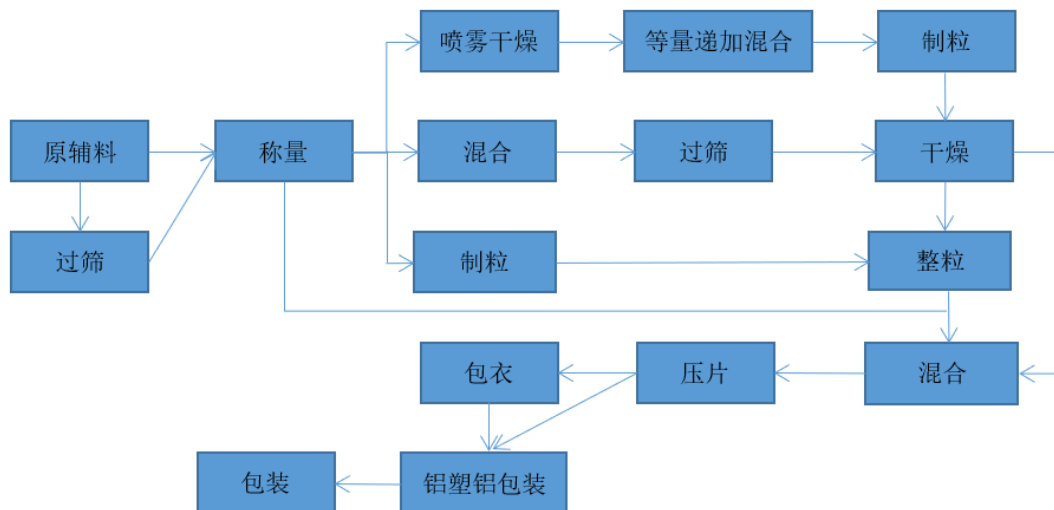 喷雾干燥
等量递加混合
制粒
原辅料
称量
混合
过筛
干燥
过筛
制粒
整粒
包衣
压片
混合
包装
铝塑铝包装